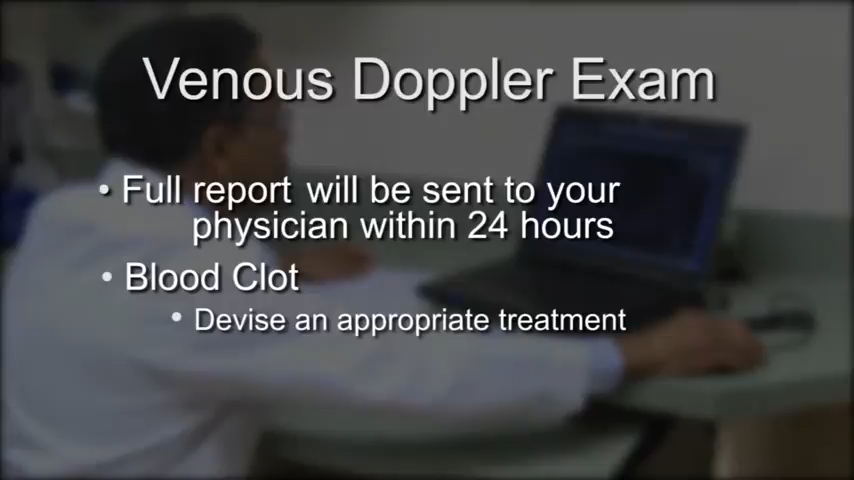 Venous Doppler Exam
• Full report will be sent to your
physician within 24 hours
• Blood Clot
• Devise an appropriate treatment